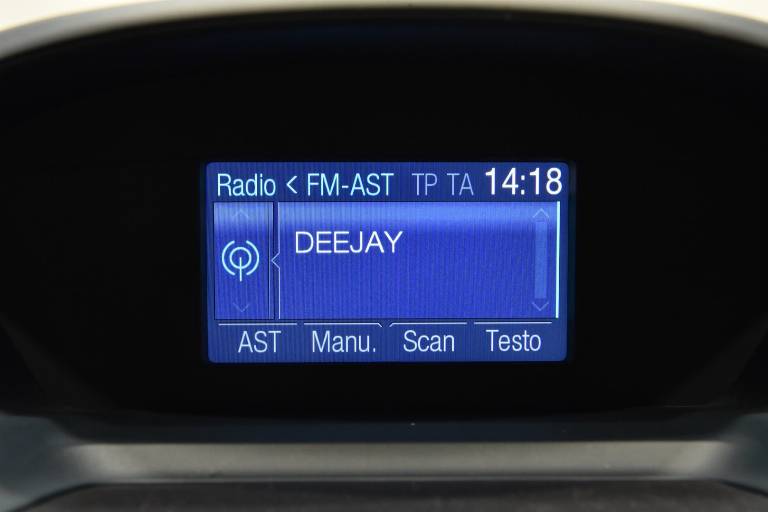 Radio < FM-AST TP TA 14:18
DEEJAY
AST Manu. Scan Testo